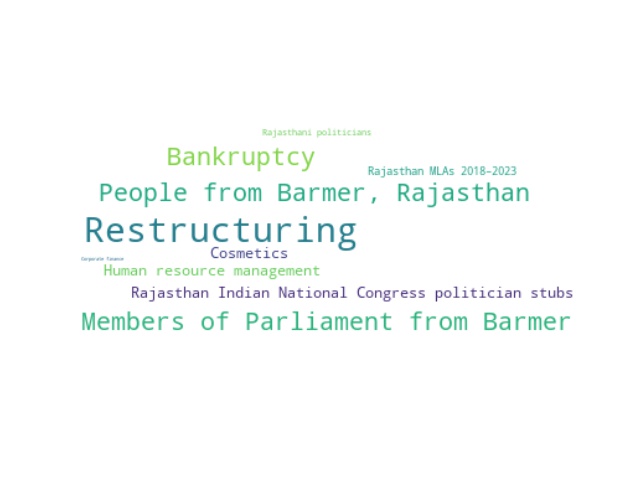 Rajasthani politicians
Bankruptcy
Rajasthan MLAs 2018–2023
People from Barmer, Rajasthan
Restructuring
Cosmetics
Corporate finance
Human resource management
Rajasthan Indian National Congress politician stubs
Members of Parliament from Barmer